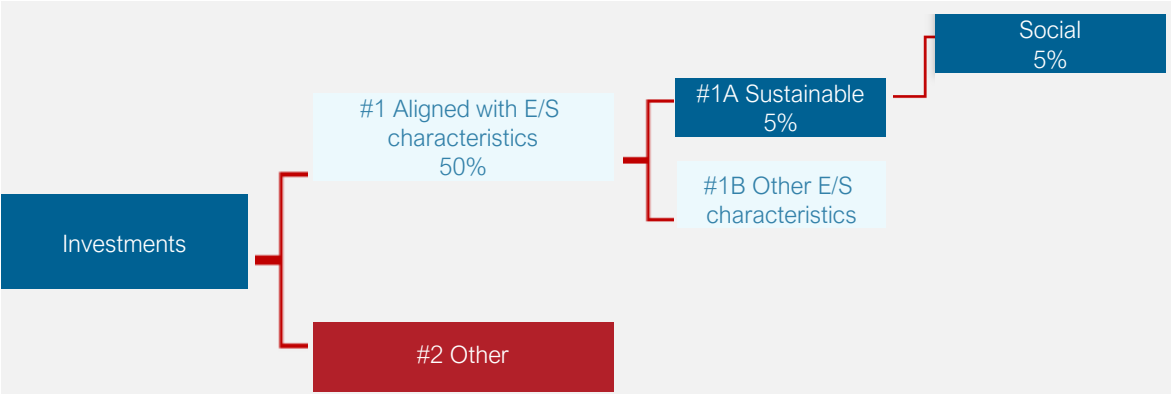 Social
5%
#1A Sustainable
5%
#1 Aligned with E/S
characteristics
50%
#1B Other E/S
characteristics
Investments
#2 Other